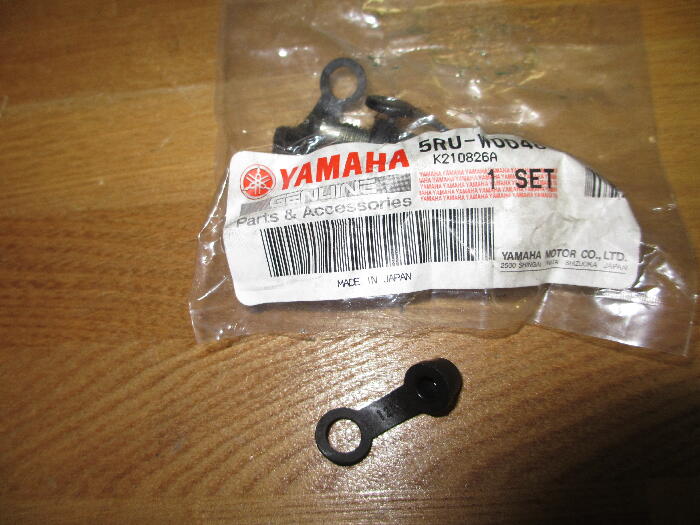 5RU-W0046
K210826A
YAMAHA
GENUINE
Parts & Accessories
1 SET
YAMAHA MOTOR CO., LTD.
2500 SHINGAI IWATA SHIZUOKA JAPAN
MADE IN JAPAN